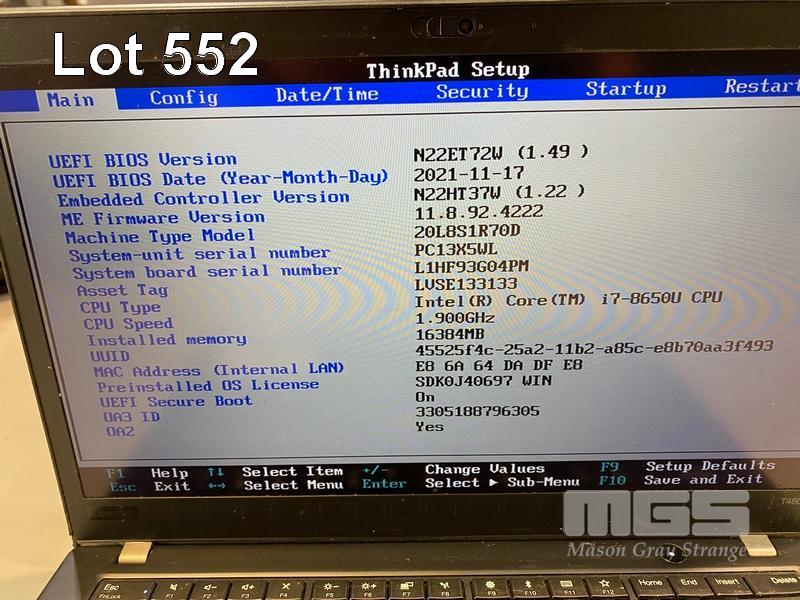 Lot 552
ThinkPad Setup
Main Config Date/Time Security Startup Restart
UEFI BIOS Version N22ET72W (1.49 )
UEFI BIOS Date (Year-Month-Day) 2021-11-17
Embedded Controller Version N22HT37W (1.22 )
ME Firmware Version 11.8.92.4222
Machine Type Model 20L8S1R70D
System-unit serial number PC13X5WL
System board serial number L1HF93G04PM
Asset Tag LVSE133133
CPU Type Intel(R) Core(TM) i7-8650U CPU
CPU Speed 1.900GHz
Installed memory 16384MB
UUID 45525f4c-25a2-11b2-a85c-e8b70aa3f493
MAC Address (Internal LAN) E8 6A 64 DA DF E8
Preinstalled OS License SDK0J40697 WIN
UEFI Secure Boot On
OA3 ID 3305188796305
OA2 Yes
F1 Help ↑↓ Select Item +/- Change Values F9 Setup Defaults
Esc Exit ←→ Select Menu Enter Select ▶ Sub-Menu F10 Save and Exit
MGS
Mason Gray Strange
Esc F1 F2 F3 F4 F5 F6 F7 F8 F9 F10 F11 F12 Home End Insert Delete
FnLock